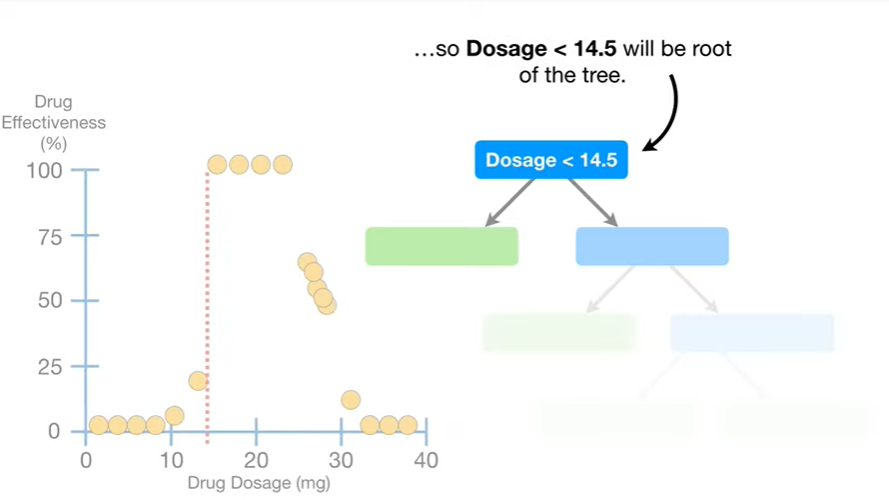 …so Dosage < 14.5 will be root
of the tree.
Drug
Effectiveness
(%)
100
75
50
25
0
0 10 20 30 40
Drug Dosage (mg)
Dosage < 14.5